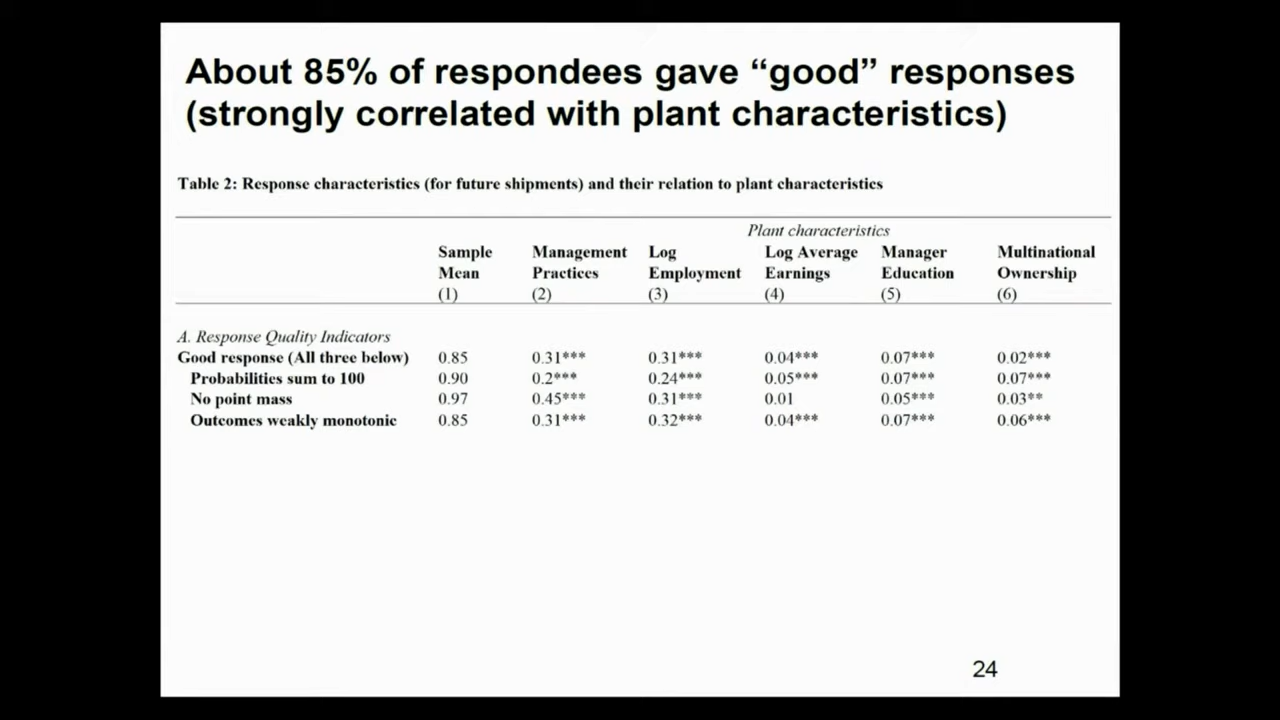 About 85% of respondees gave “good” responses
(strongly correlated with plant characteristics)
Table 2: Response characteristics (for future shipments) and their relation to plant characteristics
Plant characteristics
Sample Management Log Log Average Manager Multinational
Mean Practices Employment Earnings Education Ownership
(1) (2) (3) (4) (5) (6)
A. Response Quality Indicators
Good response (All three below) 0.85 0.31*** 0.31*** 0.04*** 0.07*** 0.02***
Probabilities sum to 100 0.90 0.2*** 0.24*** 0.05*** 0.07*** 0.07***
No point mass 0.97 0.45*** 0.31*** 0.01 0.05*** 0.03**
Outcomes weakly monotonic 0.85 0.31*** 0.32*** 0.04*** 0.07*** 0.06***
24